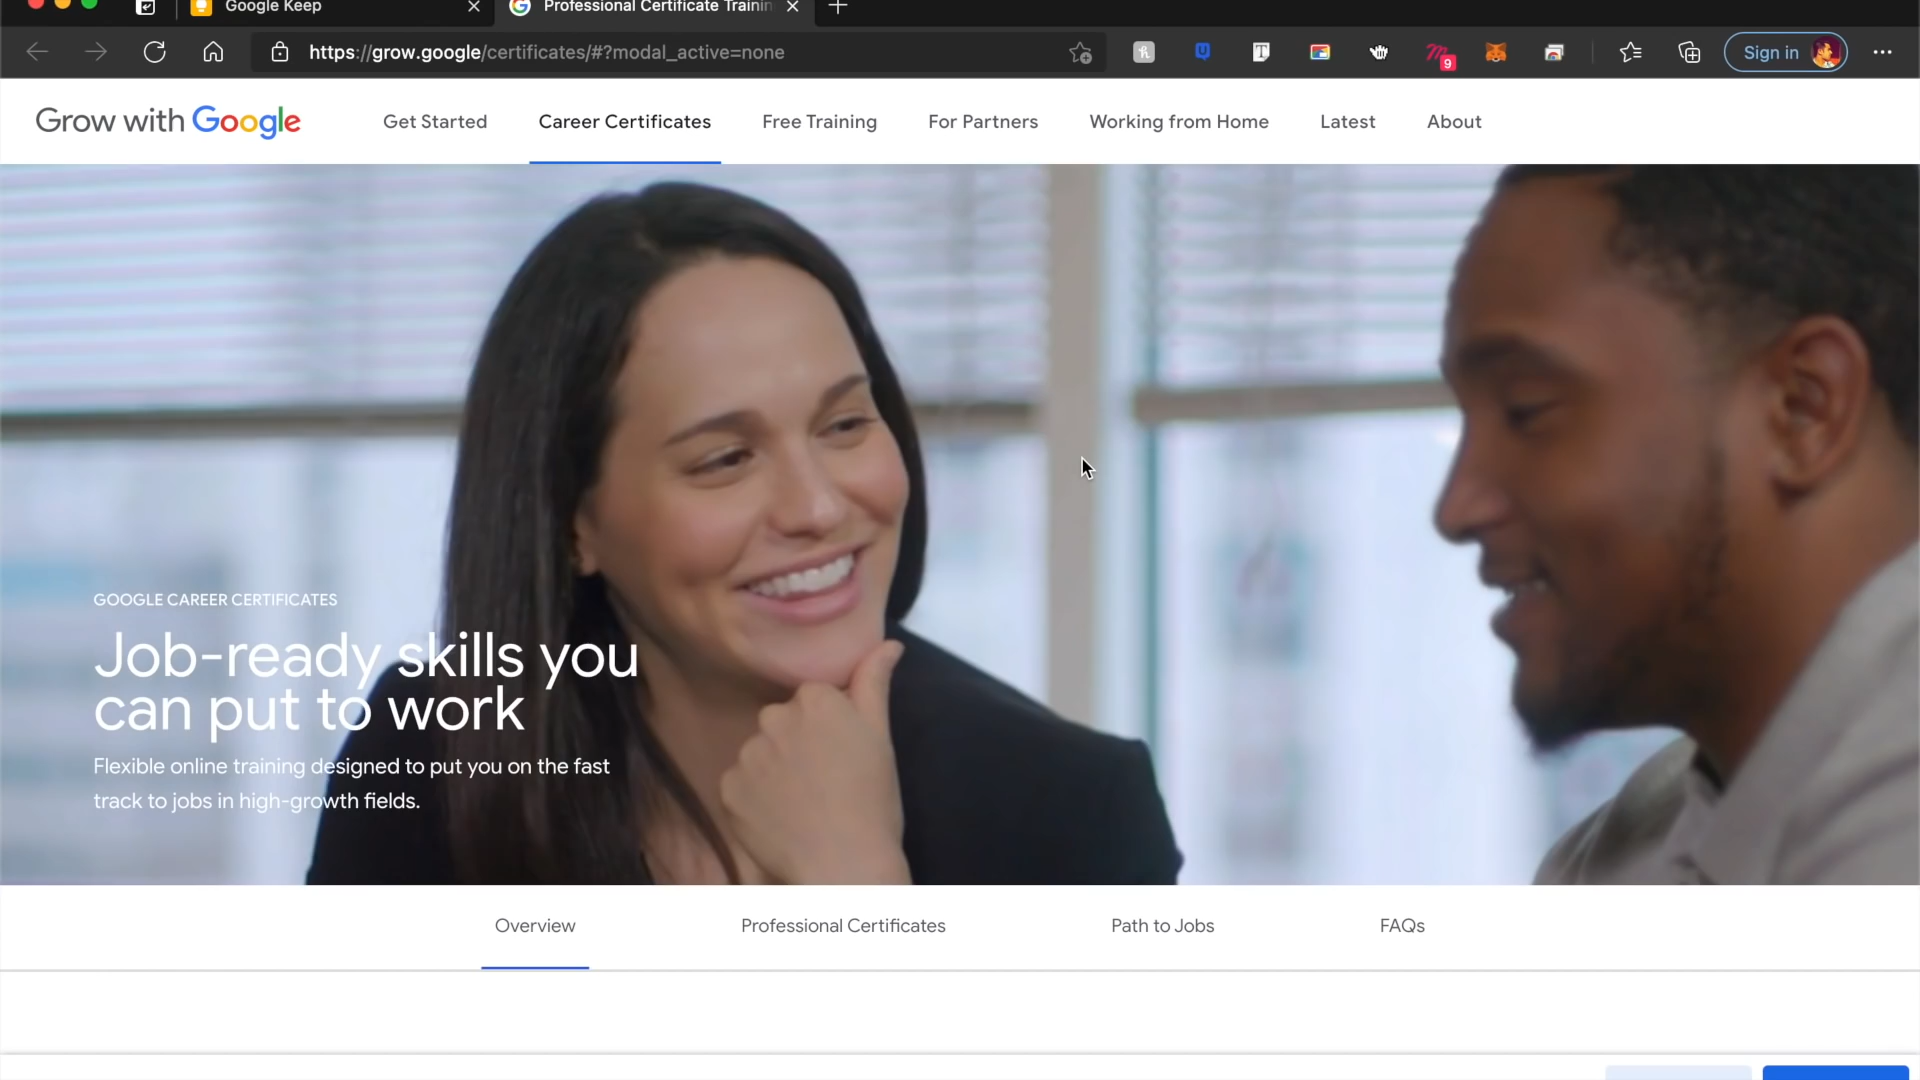 Google Keep
Professional Certificate Trainin
https://grow.google/certificates/#?modal_active=none
9
Sign in
Grow with Google
Get Started
Career Certificates
Free Training
For Partners
Working from Home
Latest
About
GOOGLE CAREER CERTIFICATES
Job-ready skills you
can put to work
Flexible online training designed to put you on the fast
track to jobs in high-growth fields.
Overview
Professional Certificates
Path to Jobs
FAQs